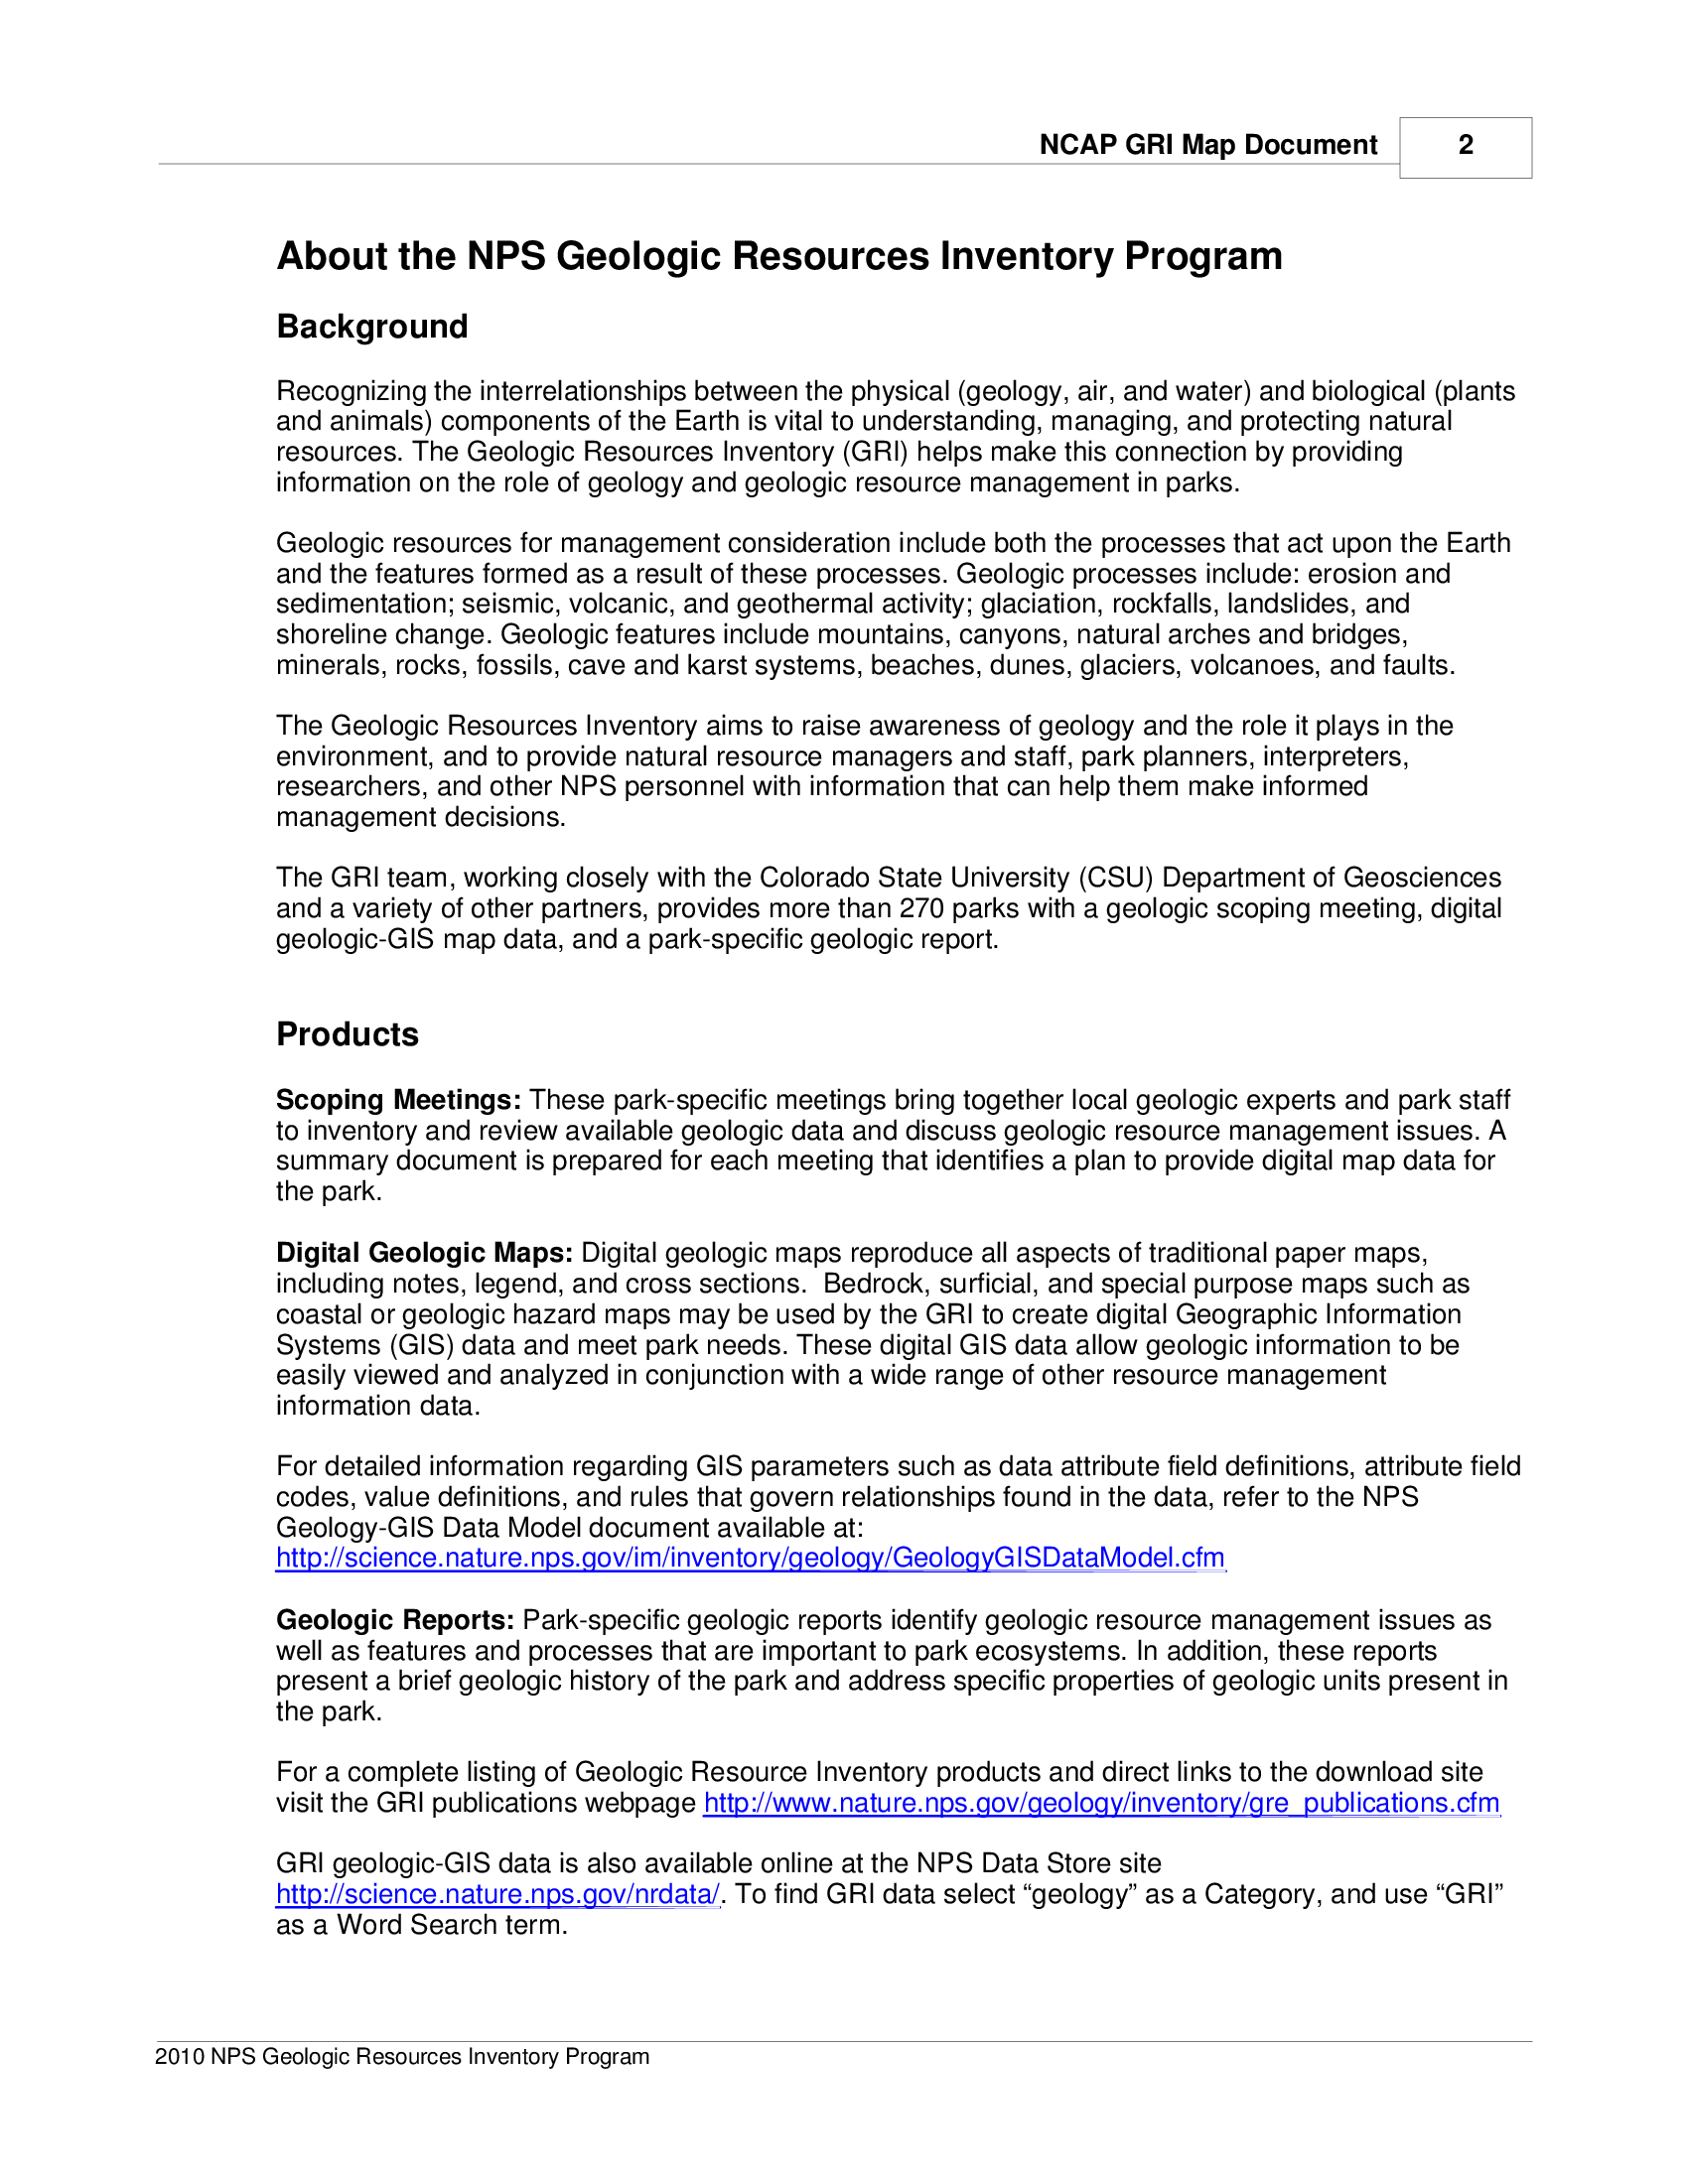 NCAP GRI Map Document 2
About the NPS Geologic Resources Inventory Program
Background
Recognizing the interrelationships between the physical (geology, air, and water) and biological (plants
and animals) components of the Earth is vital to understanding, managing, and protecting natural
resources. The Geologic Resources Inventory (GRI) helps make this connection by providing
information on the role of geology and geologic resource management in parks.
Geologic resources for management consideration include both the processes that act upon the Earth
and the features formed as a result of these processes. Geologic processes include: erosion and
sedimentation; seismic, volcanic, and geothermal activity; glaciation, rockfalls, landslides, and
shoreline change. Geologic features include mountains, canyons, natural arches and bridges,
minerals, rocks, fossils, cave and karst systems, beaches, dunes, glaciers, volcanoes, and faults.
The Geologic Resources Inventory aims to raise awareness of geology and the role it plays in the
environment, and to provide natural resource managers and staff, park planners, interpreters,
researchers, and other NPS personnel with information that can help them make informed
management decisions.
The GRI team, working closely with the Colorado State University (CSU) Department of Geosciences
and a variety of other partners, provides more than 270 parks with a geologic scoping meeting, digital
geologic-GIS map data, and a park-specific geologic report.
Products
Scoping Meetings: These park-specific meetings bring together local geologic experts and park staff
to inventory and review available geologic data and discuss geologic resource management issues. A
summary document is prepared for each meeting that identifies a plan to provide digital map data for
the park.
Digital Geologic Maps: Digital geologic maps reproduce all aspects of traditional paper maps,
including notes, legend, and cross sections.  Bedrock, surficial, and special purpose maps such as
coastal or geologic hazard maps may be used by the GRI to create digital Geographic Information
Systems (GIS) data and meet park needs. These digital GIS data allow geologic information to be
easily viewed and analyzed in conjunction with a wide range of other resource management
information data.
For detailed information regarding GIS parameters such as data attribute field definitions, attribute field
codes, value definitions, and rules that govern relationships found in the data, refer to the NPS
Geology-GIS Data Model document available at:
http://science.nature.nps.gov/im/inventory/geology/GeologyGISDataModel.cfm
Geologic Reports: Park-specific geologic reports identify geologic resource management issues as
well as features and processes that are important to park ecosystems. In addition, these reports
present a brief geologic history of the park and address specific properties of geologic units present in
the park.
For a complete listing of Geologic Resource Inventory products and direct links to the download site
visit the GRI publications webpage http://www.nature.nps.gov/geology/inventory/gre_publications.cfm
GRI geologic-GIS data is also available online at the NPS Data Store site
http://science.nature.nps.gov/nrdata/. To find GRI data select “geology” as a Category, and use “GRI”
as a Word Search term.
2010 NPS Geologic Resources Inventory Program